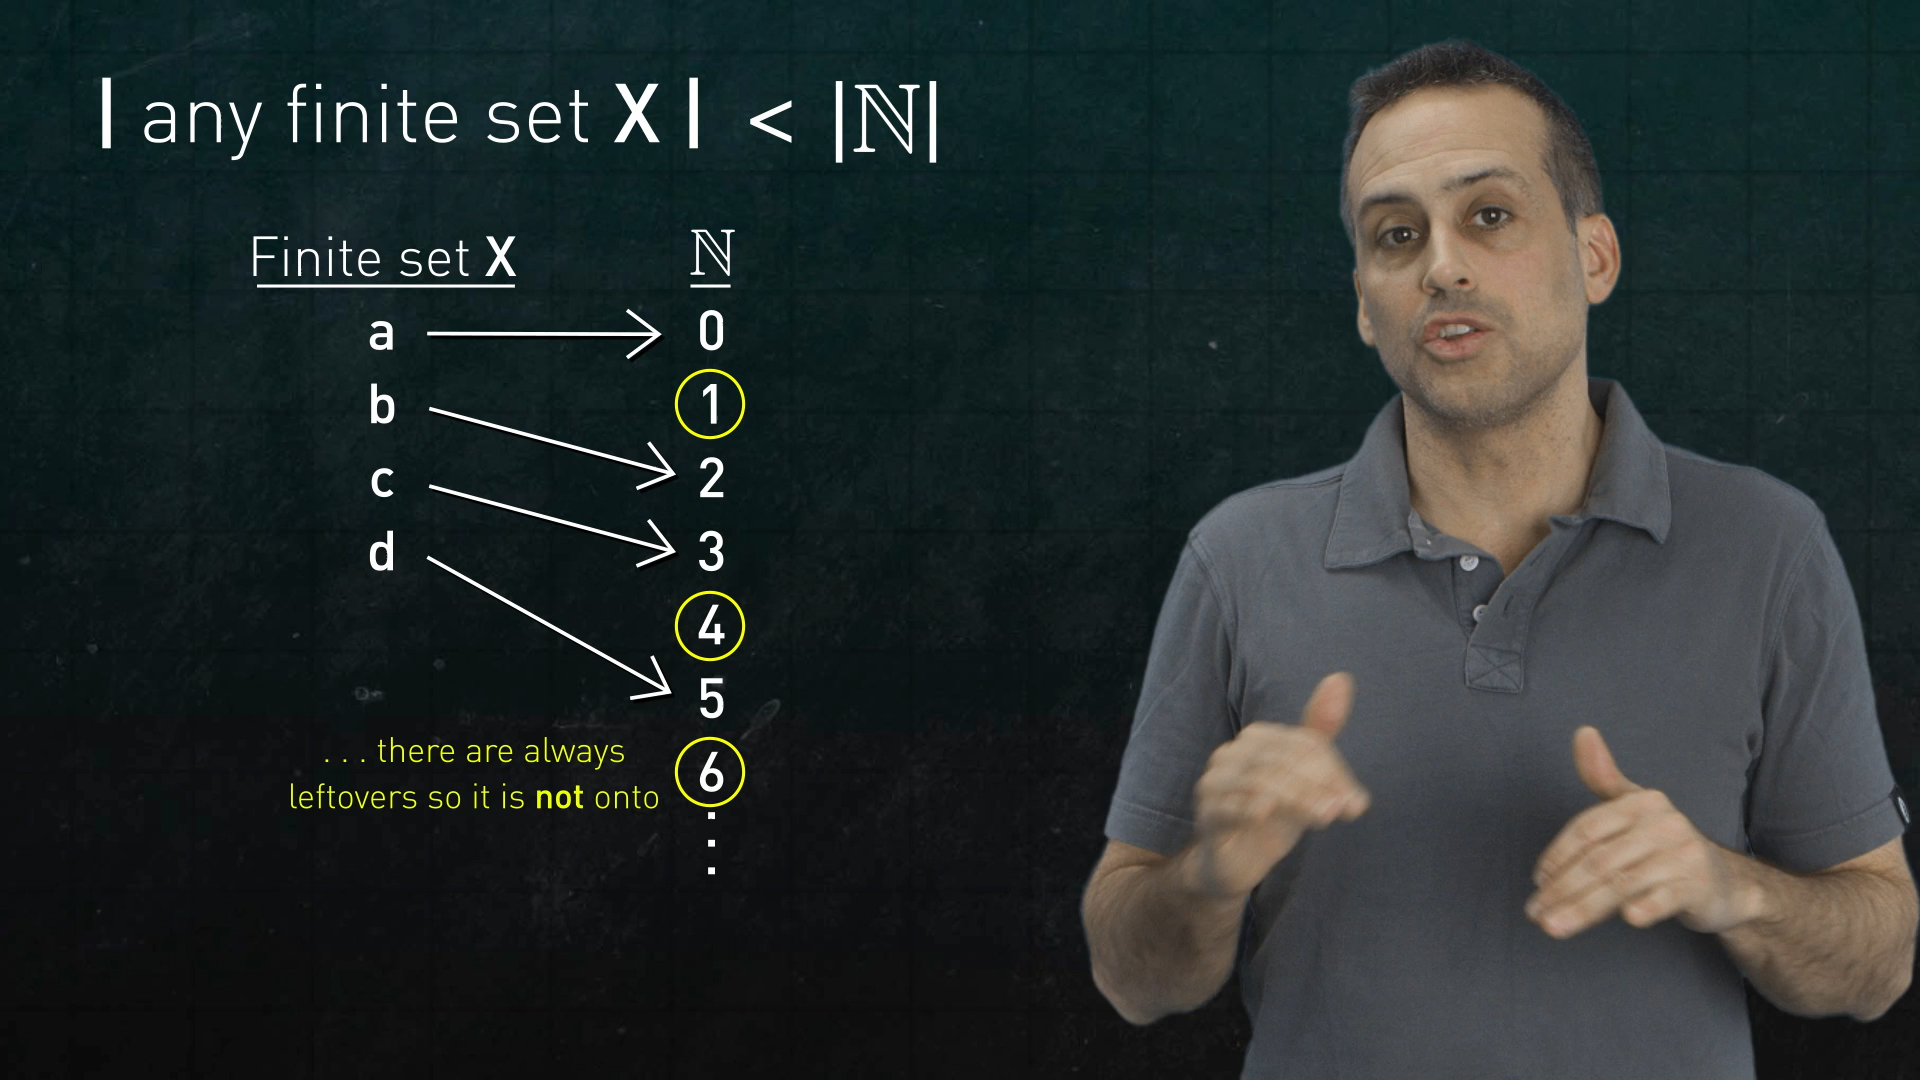 | any finite set X | < |ℕ|
Finite set X
ℕ
a
0
b
1
c
2
d
3
4
5
6
. . . there are always
leftovers so it is not onto